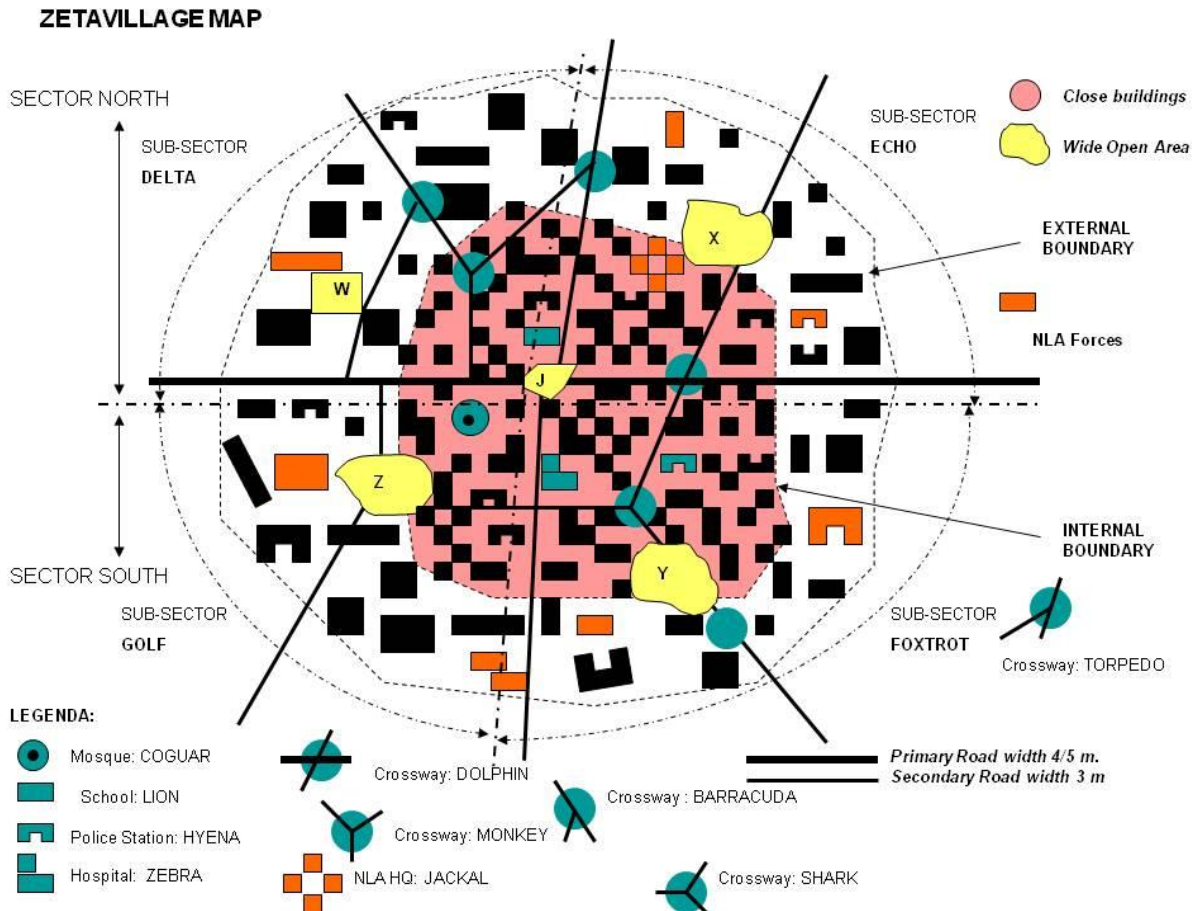 ZETAVILLAGE MAP
SECTOR NORTH
SUB-SECTOR
DELTA
SUB-SECTOR
ECHO
Close buildings
Wide Open Area
EXTERNAL
BOUNDARY
NLA Forces
X
W
J
Z
Y
INTERNAL
BOUNDARY
SECTOR SOUTH
SUB-SECTOR
GOLF
SUB-SECTOR
FOXTROT
Crossway: TORPEDO
LEGENDA:
Mosque: COGUAR
School: LION
Police Station: HYENA
Hospital: ZEBRA
Crossway: DOLPHIN
Crossway: MONKEY
NLA HQ: JACKAL
Crossway : BARRACUDA
Crossway: SHARK
Primary Road width 4/5 m.
Secondary Road width 3 m